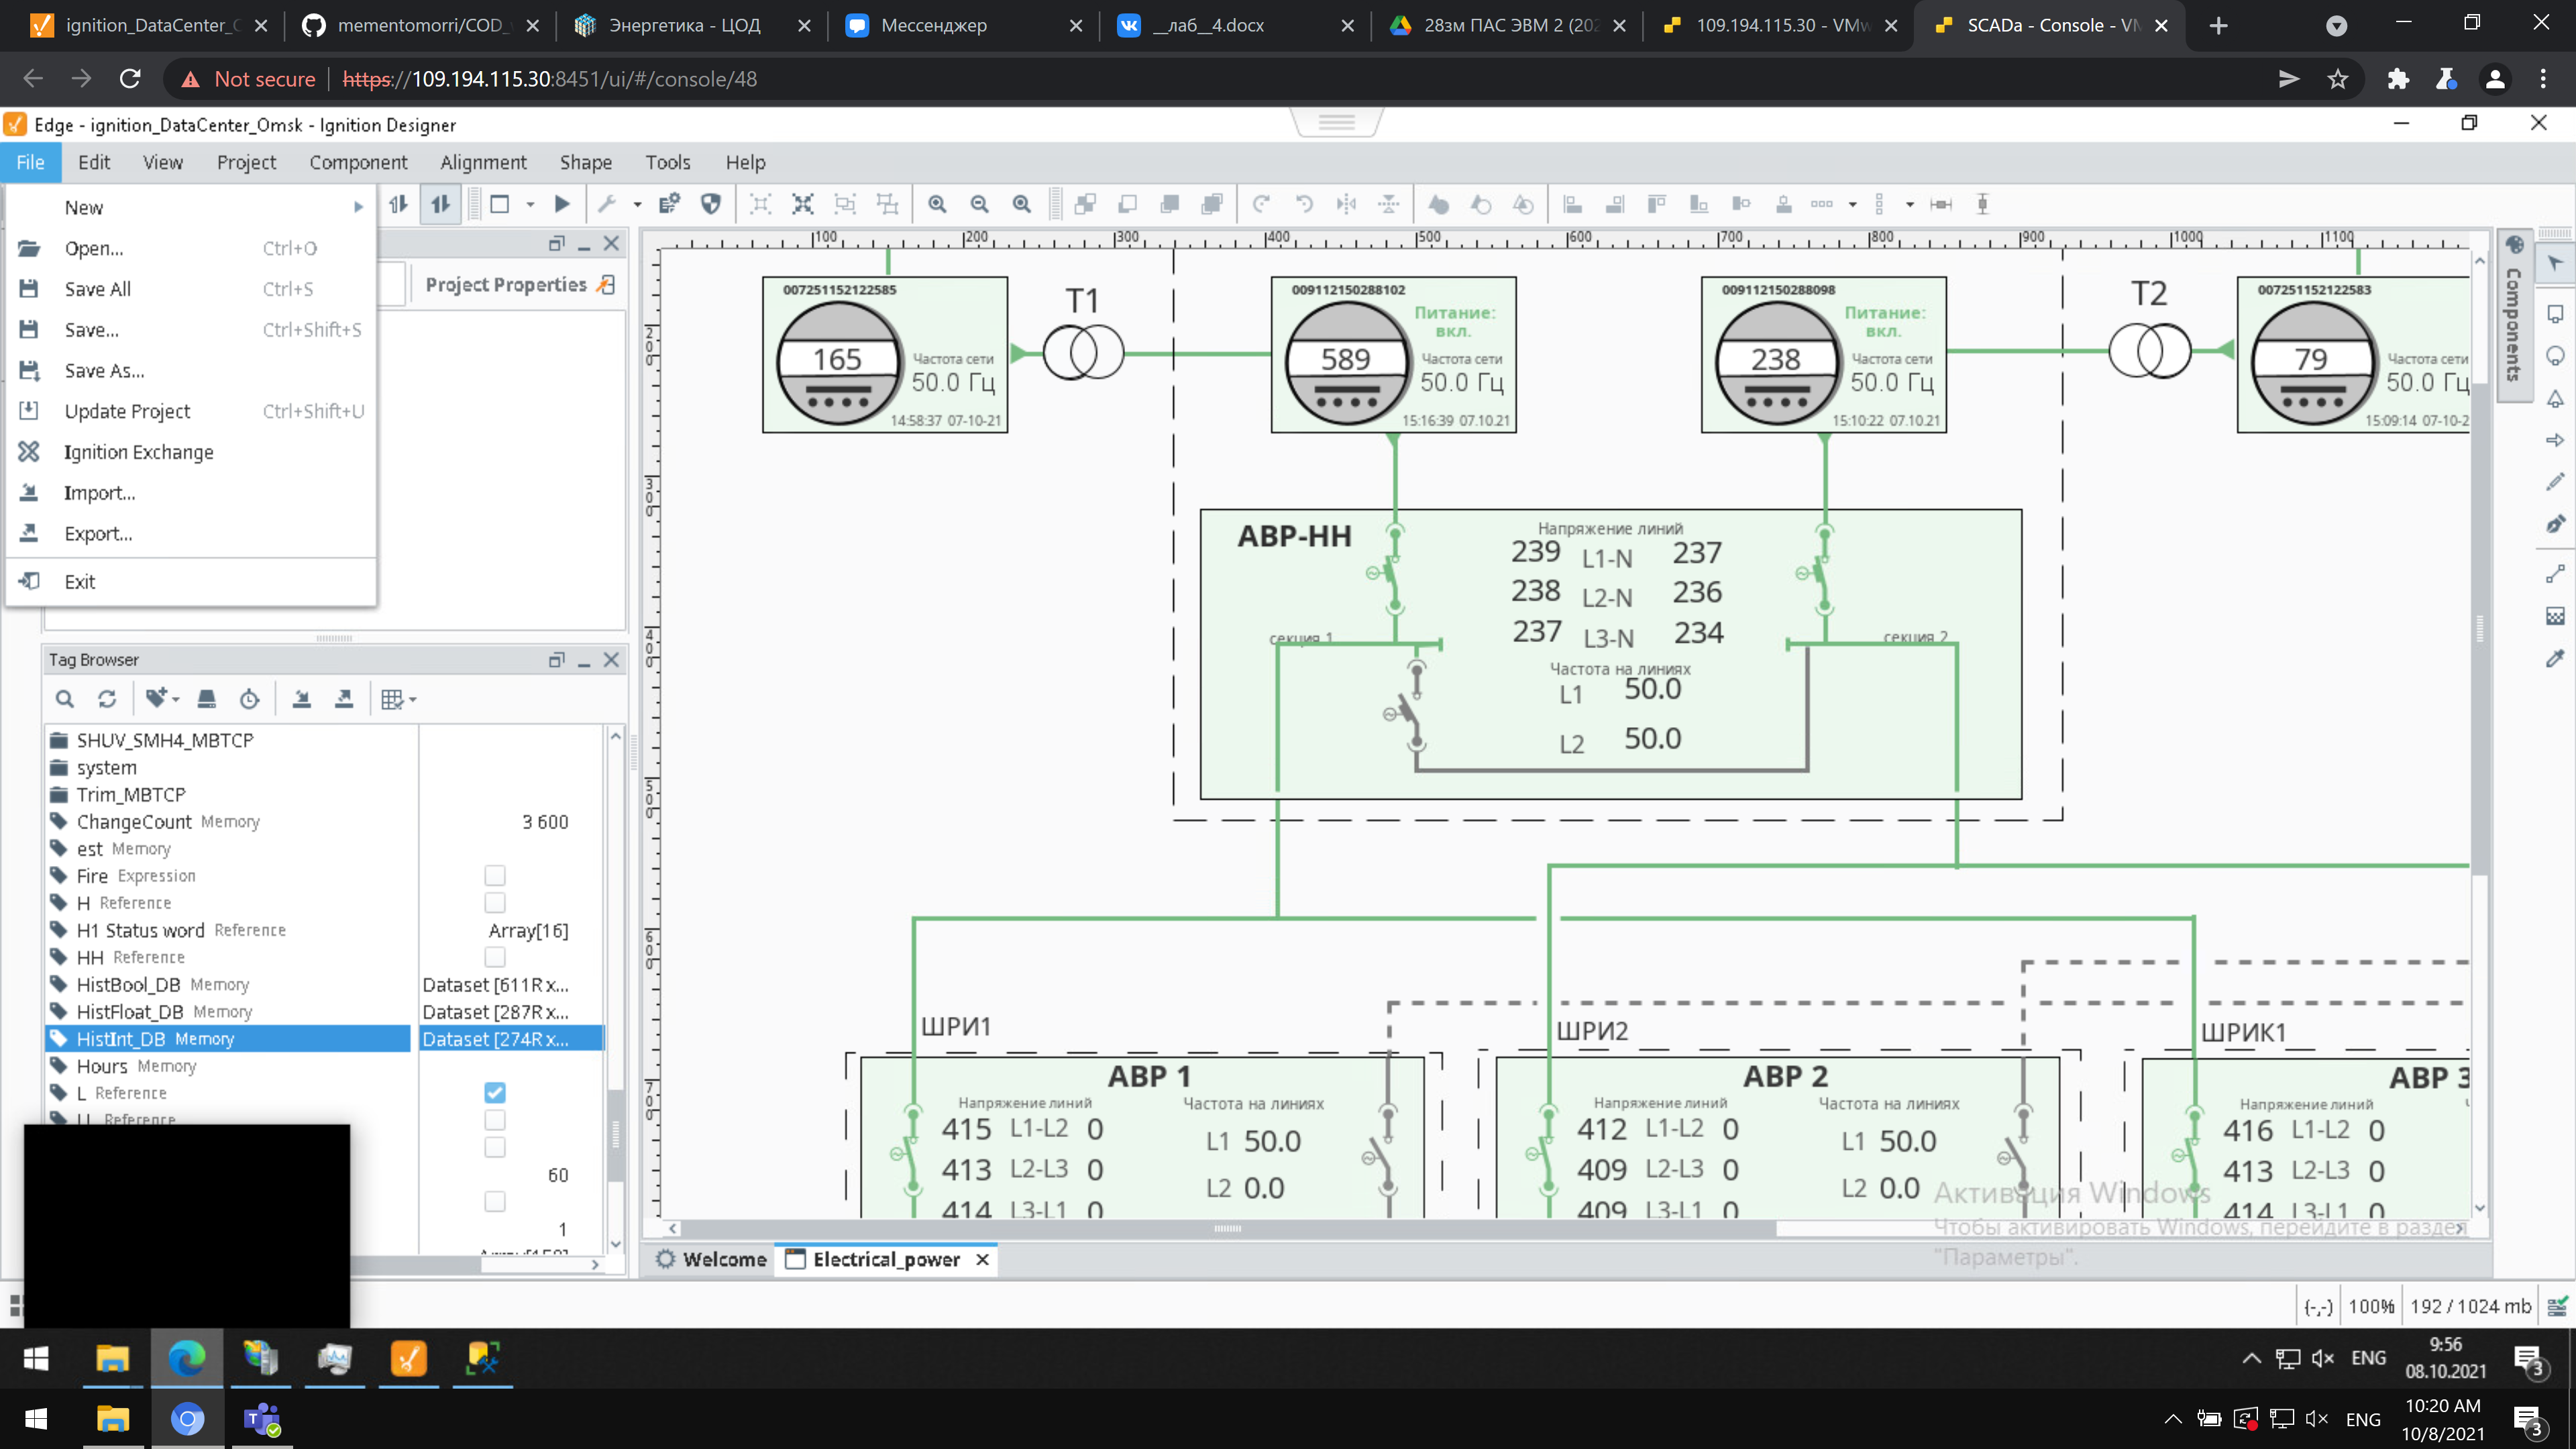 ignition_DataCenter_O
mementomorri/COD_
Энергетика - ЦОД
Мессенджер
__лаб__4.docx
28зм ПАС ЭВМ 2 (202
109.194.115.30 - VMw
SCADa - Console - VM
Not secure
https://109.194.115.30:8451/ui/#/console/48
Edge - ignition_DataCenter_Omsk - Ignition Designer
File Edit View Project Component Alignment Shape Tools Help
New
Open... Ctrl+O
Save All Ctrl+S
Save... Ctrl+Shift+S
Save As...
Update Project Ctrl+Shift+U
Ignition Exchange
Import...
Export...
Exit
Project Properties
Tag Browser
SHUV_SMH4_MBTCP
system
Trim_MBTCP
ChangeCount Memory 3 600
est Memory
Fire Expression
H Reference
H1 Status word Reference Array[16]
HH Reference
HistBool_DB Memory Dataset [611R x...
HistFloat_DB Memory Dataset [287R x...
HistInt_DB Memory Dataset [274R x...
Hours Memory
L Reference
LL Reference
60
1
100 200 300 400 500 600 700 800 900 1000 1100
200
300
400
500
600
700
007251152122585
165
Частота сети
50.0 Гц
14:58:37 07-10-21
T1
009112150288102
Питание:
вкл.
589
Частота сети
50.0 Гц
15:16:39 07.10.21
009112150288098
Питание:
вкл.
238
Частота сети
50.0 Гц
15:10:22 07.10.21
T2
007251152122583
79
Частота сети
50.0 Гц
15:09:14 07-10-2
АВР-НН
Напряжение линий
239 L1-N 237
238 L2-N 236
237 L3-N 234
секция 1
секция 2
Частота на линиях
L1 50.0
L2 50.0
ШРИ1
АВР 1
Напряжение линий Частота на линиях
415 L1-L2 0
413 L2-L3 0
414 L3-L1 0
L1 50.0
L2 0.0
ШРИ2
АВР 2
Напряжение линий Частота на линиях
412 L1-L2 0
409 L2-L3 0
409 L3-L1 0
L1 50.0
L2 0.0
ШРИК1
АВР 3
Напряжение линий
416 L1-L2 0
413 L2-L3 0
414 L3-L1 0
Активация Windows
Чтобы активировать Windows, перейдите в раздел
"Параметры".
Components
Welcome
Electrical_power
100%
192 / 1024 mb
ENG
9:56
08.10.2021
3
ENG
10:20 AM
10/8/2021
3